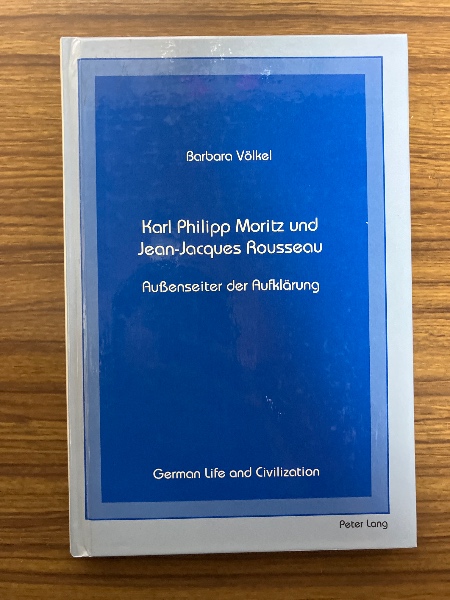 Barbara Völkel
Karl Philipp Moritz und
Jean-Jacques Rousseau
Außenseiter der Aufklärung
German Life and Civilization
Peter Lang